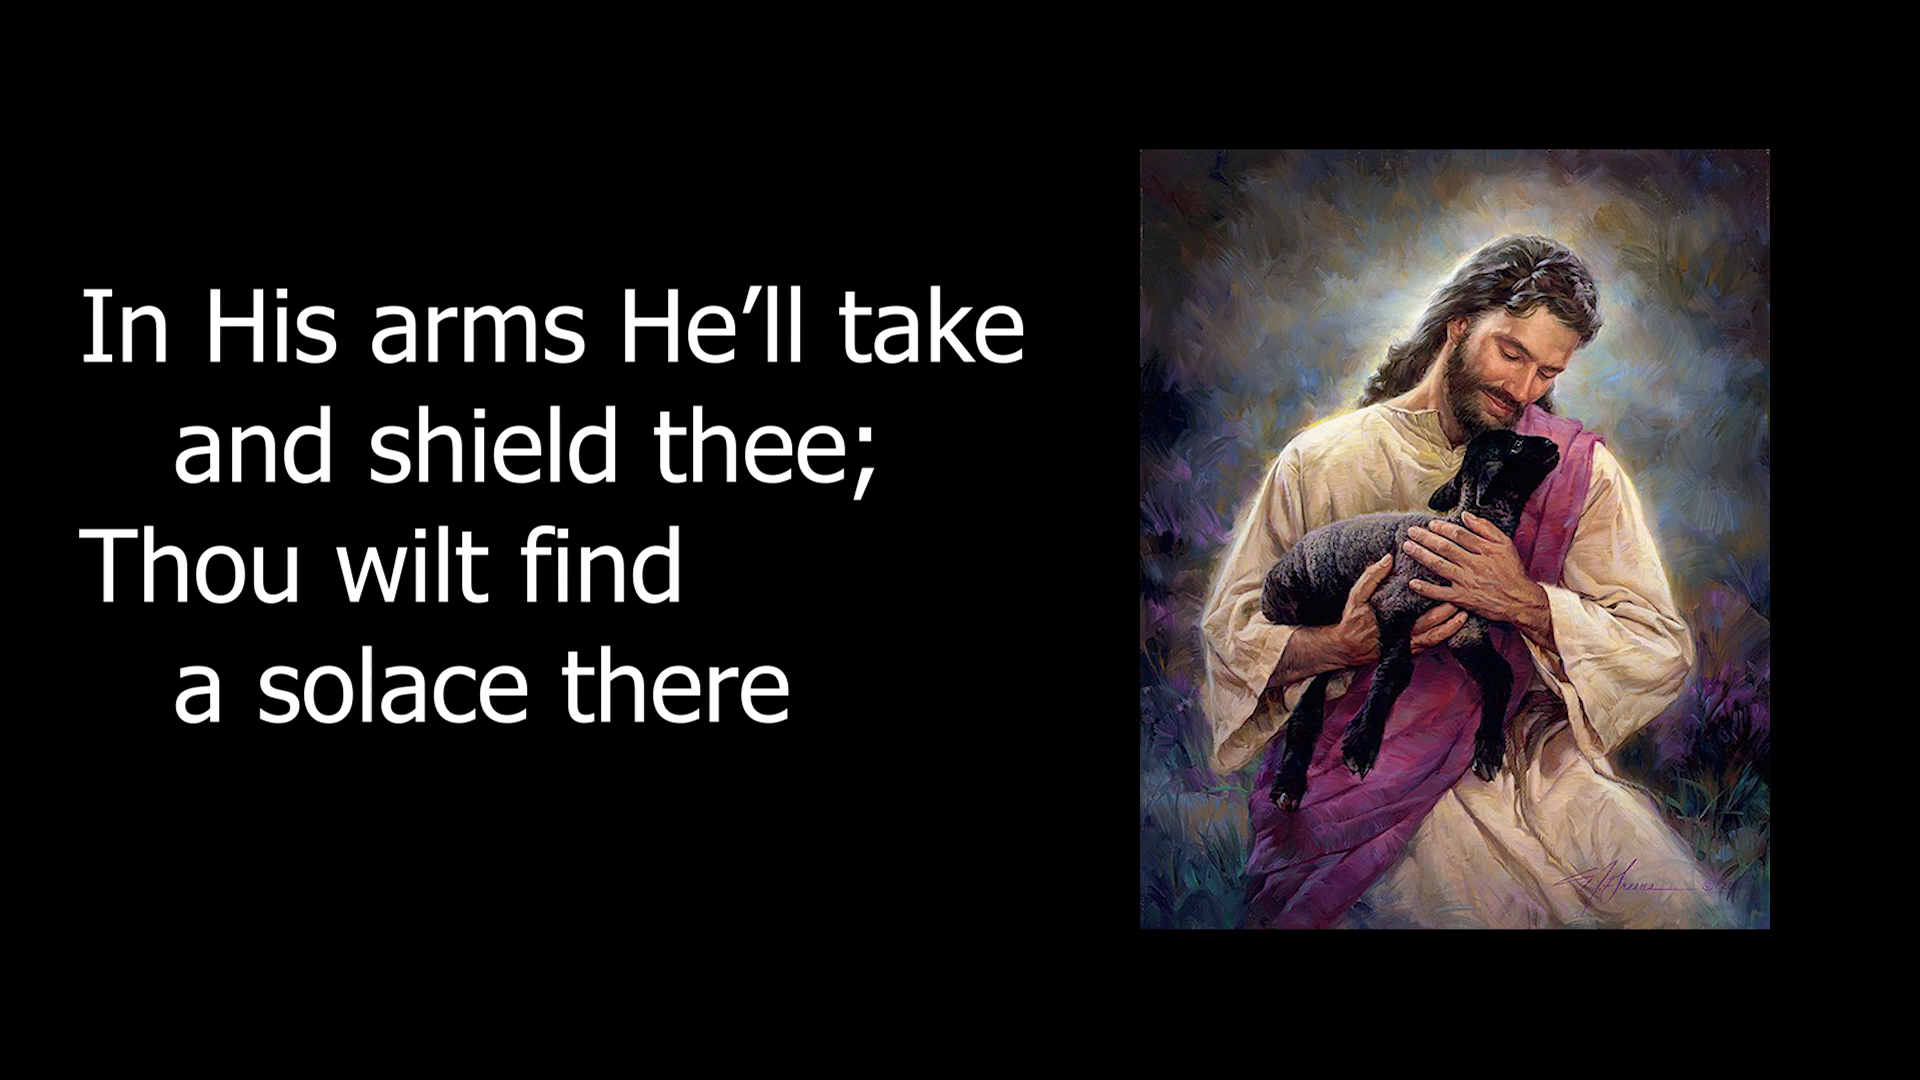 In His arms He’ll take
and shield thee;
Thou wilt find
a solace there